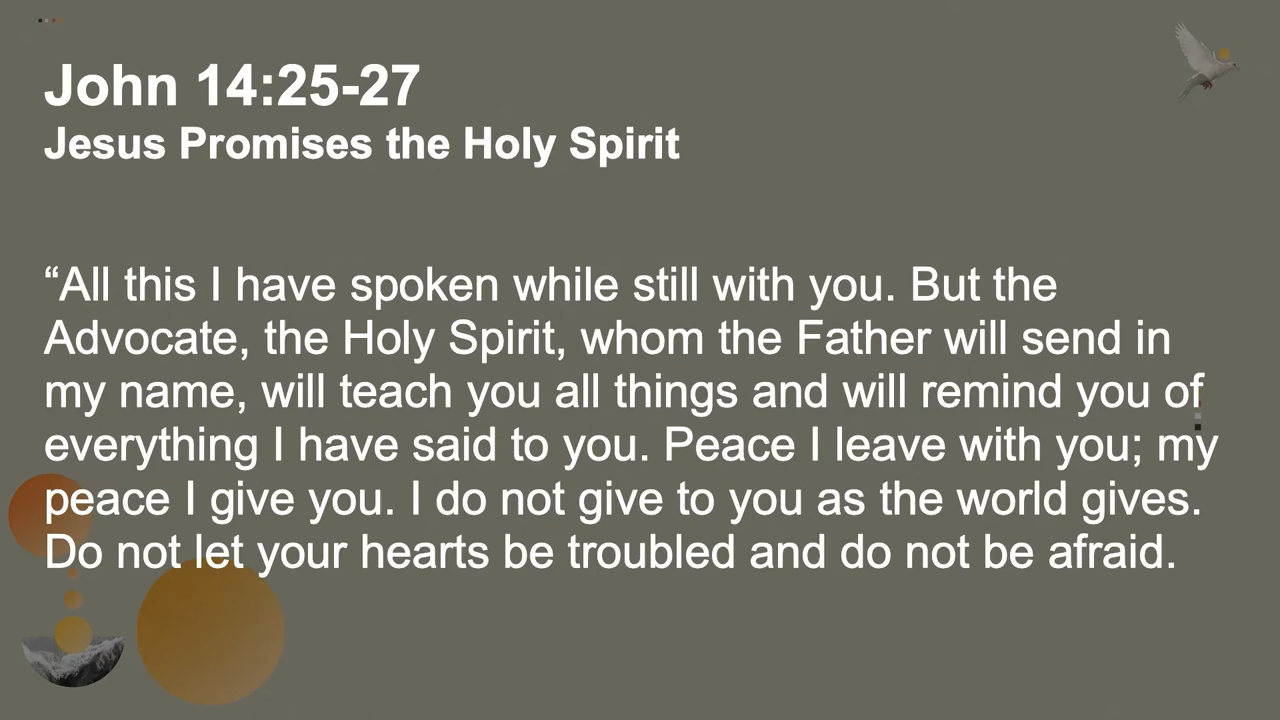 John 14:25-27
Jesus Promises the Holy Spirit
“All this I have spoken while still with you. But the
Advocate, the Holy Spirit, whom the Father will send in
my name, will teach you all things and will remind you of
everything I have said to you. Peace I leave with you; my
peace I give you. I do not give to you as the world gives.
Do not let your hearts be troubled and do not be afraid.